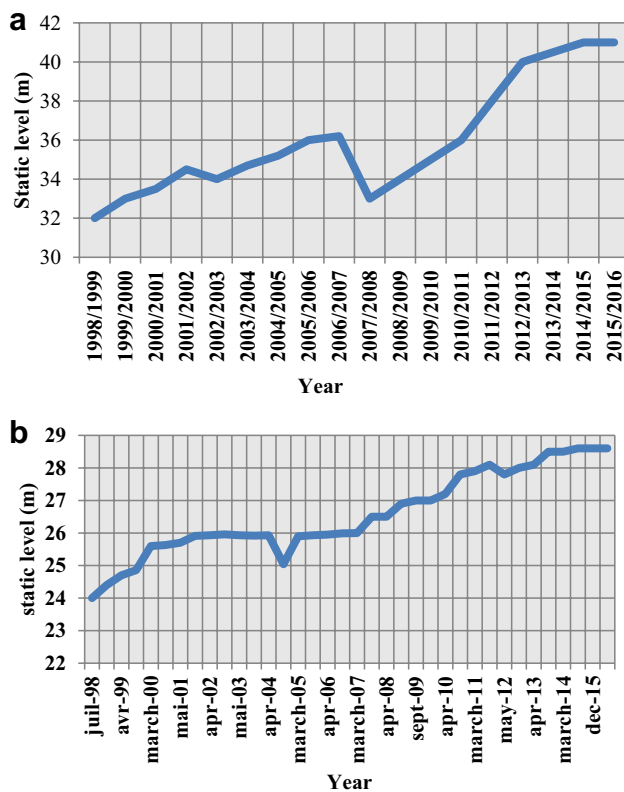 a
Static level (m)
42
40
38
36
34
32
30
1998/1999
1999/2000
2000/2001
2001/2002
2002/2003
2003/2004
2004/2005
2005/2006
2006/2007
2007/2008
2008/2009
2009/2010
2010/2011
2011/2012
2012/2013
2013/2014
2014/2015
2015/2016
Year
b
static level (m)
29
28
27
26
25
24
23
22
juil-98
avr-99
march-00
mai-01
apr-02
mai-03
apr-04
march-05
apr-06
march-07
apr-08
sept-09
apr-10
march-11
may-12
apr-13
march-14
dec-15
Year